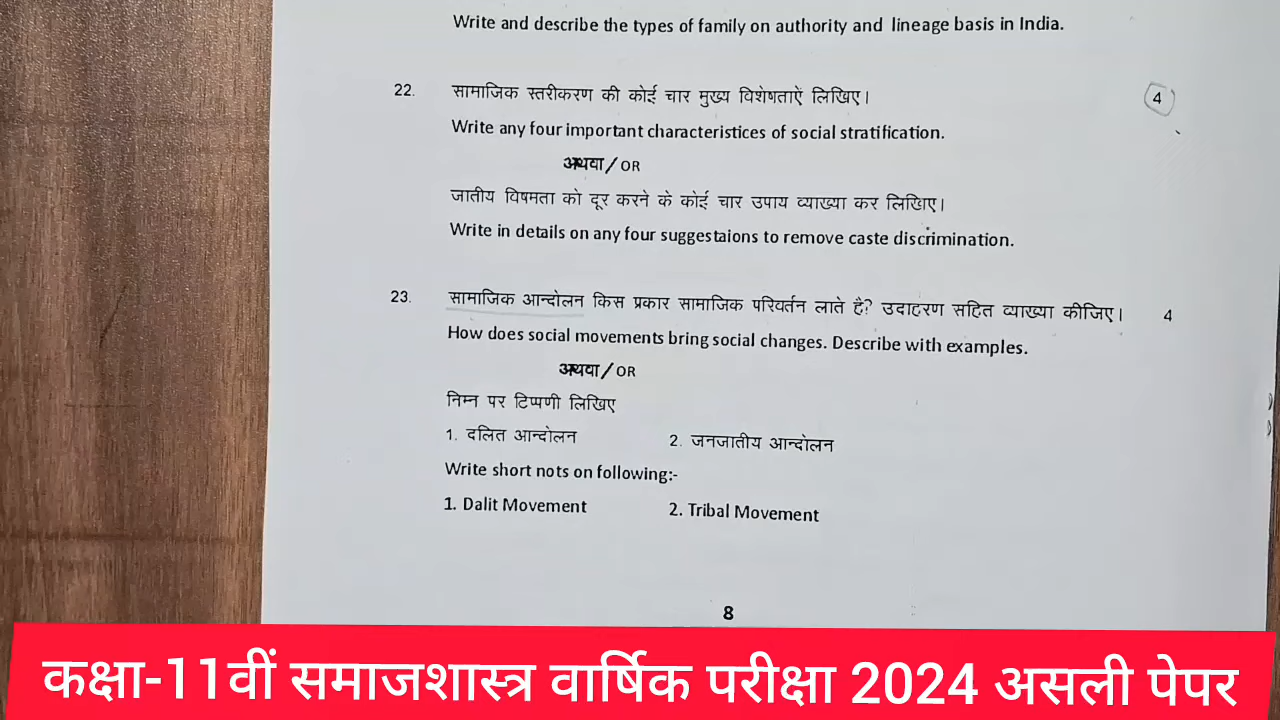 Write and describe the types of family on authority and lineage basis in India.
22. सामाजिक स्तरीकरण की कोई चार मुख्य विशेषताऐं लिखिए। 4
Write any four important characteristices of social stratification.
अथवा/OR
जातीय विषमता को दूर करने के कोई चार उपाय व्याख्या कर लिखिए।
Write in details on any four suggestaions to remove caste discrimination.
23. सामाजिक आन्दोलन किस प्रकार सामाजिक परिवर्तन लाते है? उदाहरण सहित व्याख्या कीजिए। 4
How does social movements bring social changes. Describe with examples.
अथवा/OR
निम्न पर टिप्पणी लिखिए
1. दलित आन्दोलन 2. जनजातीय आन्दोलन
Write short nots on following:-
1. Dalit Movement 2. Tribal Movement
8
कक्षा-11वीं समाजशास्त्र वार्षिक परीक्षा 2024 असली पेपर